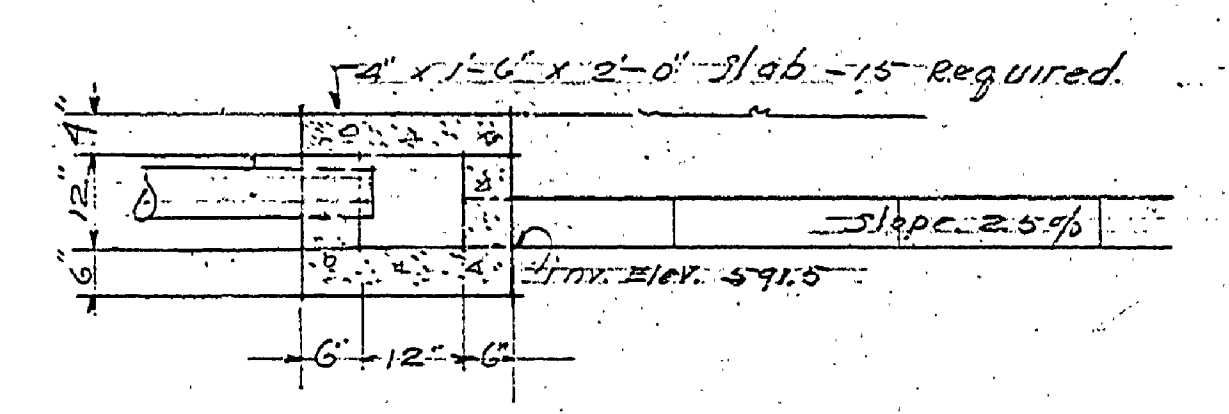 4" x 1'-6" x 2'-0" Slab -15 Required.
4"
12"
6"
Slope 2.5%
Inv. Elev. 591.5
6" 12" 6"